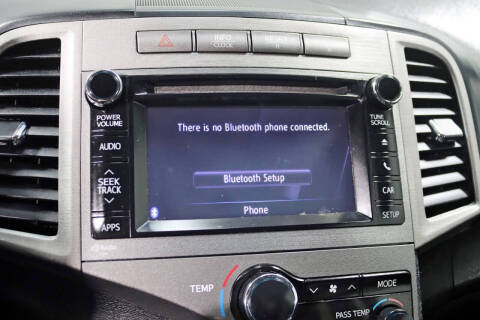 INFO
CLOCK
RESET
POWER
VOLUME
TUNE
SCROLL
There is no Bluetooth phone connected.
AUDIO
SEEK
TRACK
Bluetooth Setup
CAR
APPS
Phone
SETUP
TEMP
MODE
PASS TEMP